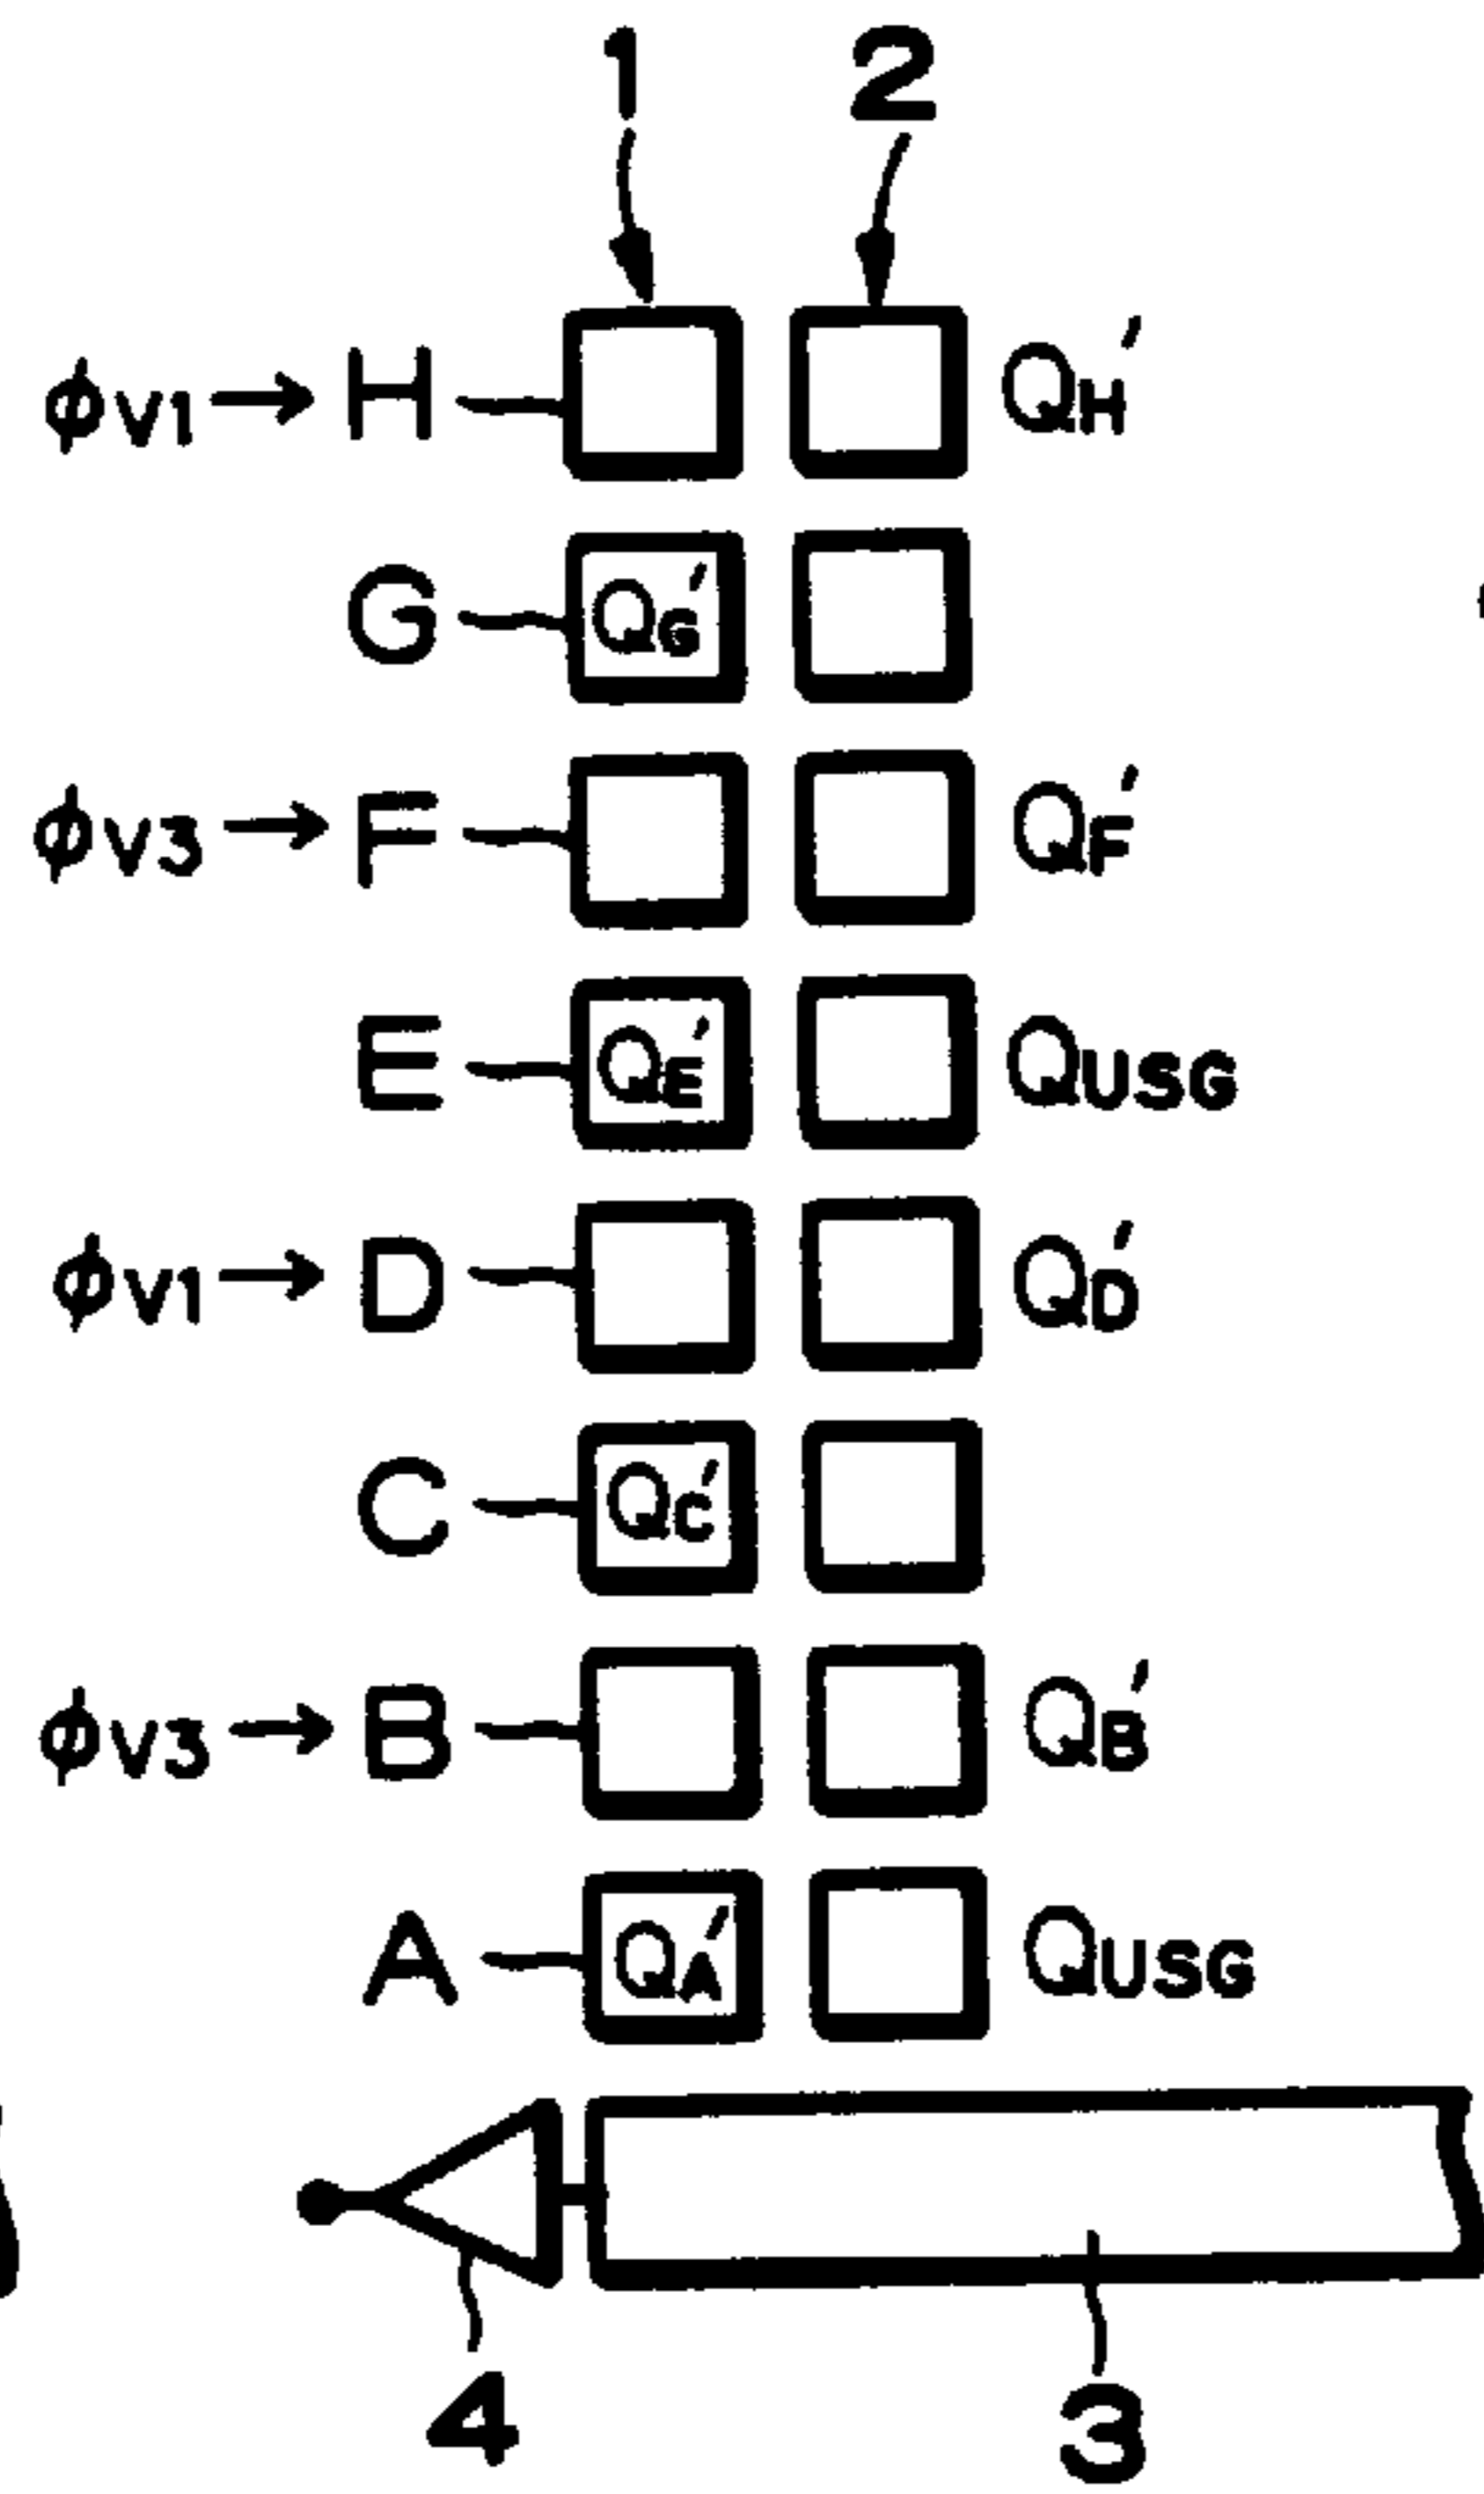 1 2
φV1 → H QH′
G QG′
φV3 → F QF′
E QE′ QUSG
φV1 → D QD′
C QC′
φV3 → B QB′
A QA′ QUSG
4 3